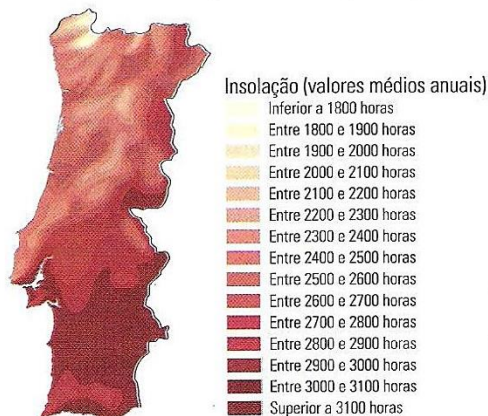 Insolação (valores médios anuais)
Inferior a 1800 horas
Entre 1800 e 1900 horas
Entre 1900 e 2000 horas
Entre 2000 e 2100 horas
Entre 2100 e 2200 horas
Entre 2200 e 2300 horas
Entre 2300 e 2400 horas
Entre 2400 e 2500 horas
Entre 2500 e 2600 horas
Entre 2600 e 2700 horas
Entre 2700 e 2800 horas
Entre 2800 e 2900 horas
Entre 2900 e 3000 horas
Entre 3000 e 3100 horas
Superior a 3100 horas